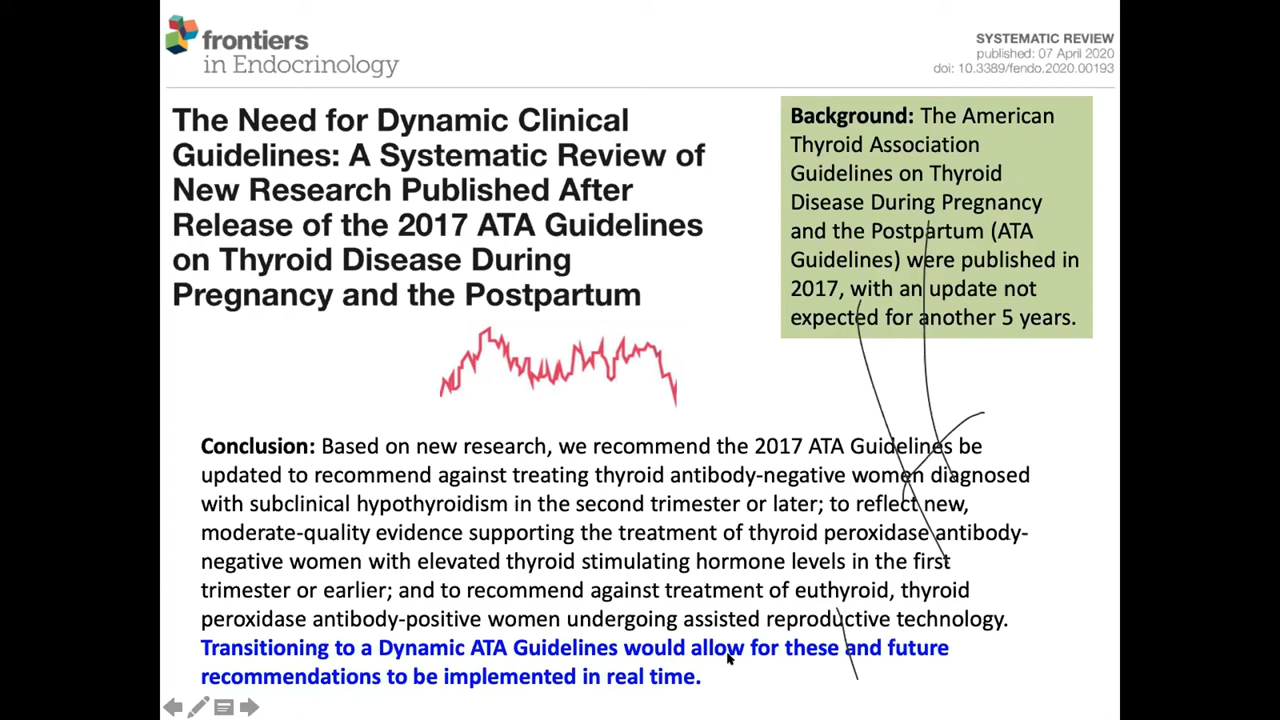 frontiers
in Endocrinology
SYSTEMATIC REVIEW
published: 07 April 2020
doi: 10.3389/fendo.2020.00193
The Need for Dynamic Clinical
Guidelines: A Systematic Review of
New Research Published After
Release of the 2017 ATA Guidelines
on Thyroid Disease During
Pregnancy and the Postpartum
Background: The American
Thyroid Association
Guidelines on Thyroid
Disease During Pregnancy
and the Postpartum (ATA
Guidelines) were published in
2017, with an update not
expected for another 5 years.
Conclusion: Based on new research, we recommend the 2017 ATA Guidelines be
updated to recommend against treating thyroid antibody-negative women diagnosed
with subclinical hypothyroidism in the second trimester or later; to reflect new,
moderate-quality evidence supporting the treatment of thyroid peroxidase antibody-
negative women with elevated thyroid stimulating hormone levels in the first
trimester or earlier; and to recommend against treatment of euthyroid, thyroid
peroxidase antibody-positive women undergoing assisted reproductive technology.
Transitioning to a Dynamic ATA Guidelines would allow for these and future
recommendations to be implemented in real time.